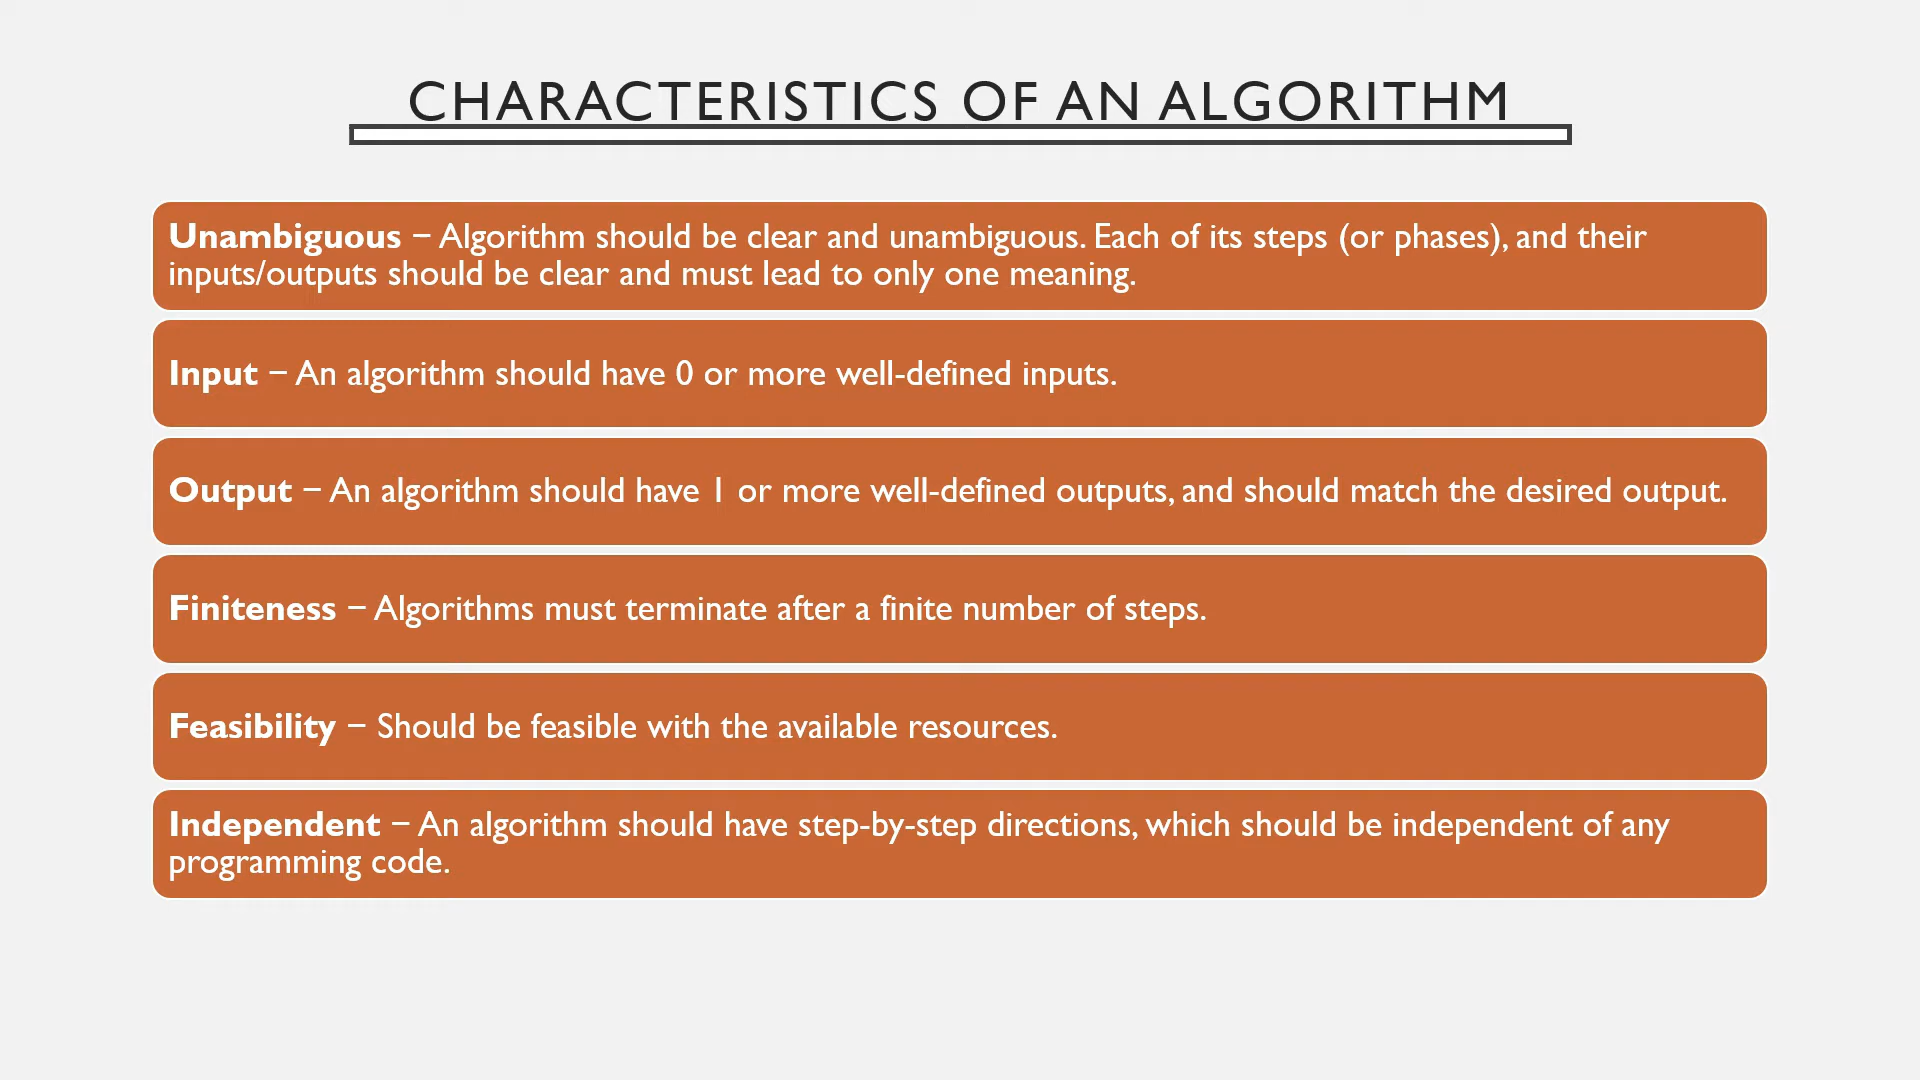 CHARACTERISTICS OF AN ALGORITHM
Unambiguous − Algorithm should be clear and unambiguous. Each of its steps (or phases), and their
inputs/outputs should be clear and must lead to only one meaning.
Input − An algorithm should have 0 or more well-defined inputs.
Output − An algorithm should have 1 or more well-defined outputs, and should match the desired output.
Finiteness − Algorithms must terminate after a finite number of steps.
Feasibility − Should be feasible with the available resources.
Independent − An algorithm should have step-by-step directions, which should be independent of any
programming code.